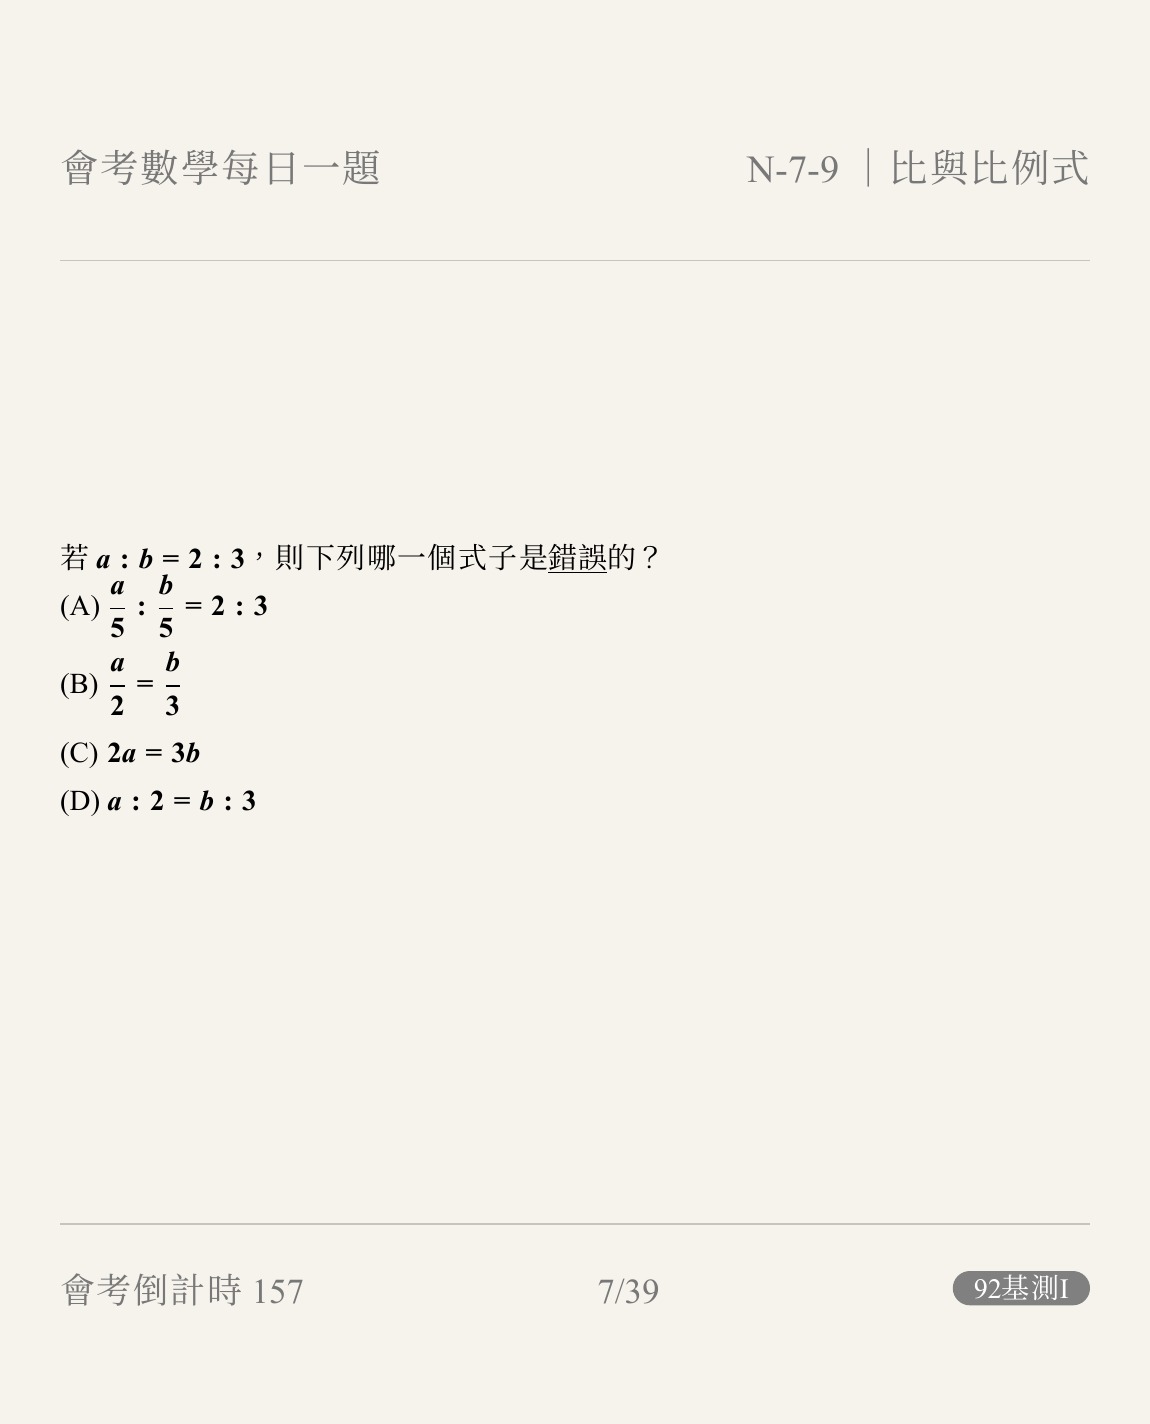 會考數學每日一題
N-7-9｜比與比例式
若 a : b = 2 : 3，則下列哪一個式子是錯誤的？
(A) a/5 : b/5 = 2 : 3
(B) a/2 = b/3
(C) 2a = 3b
(D) a : 2 = b : 3
會考倒計時 157
7/39
92基測I